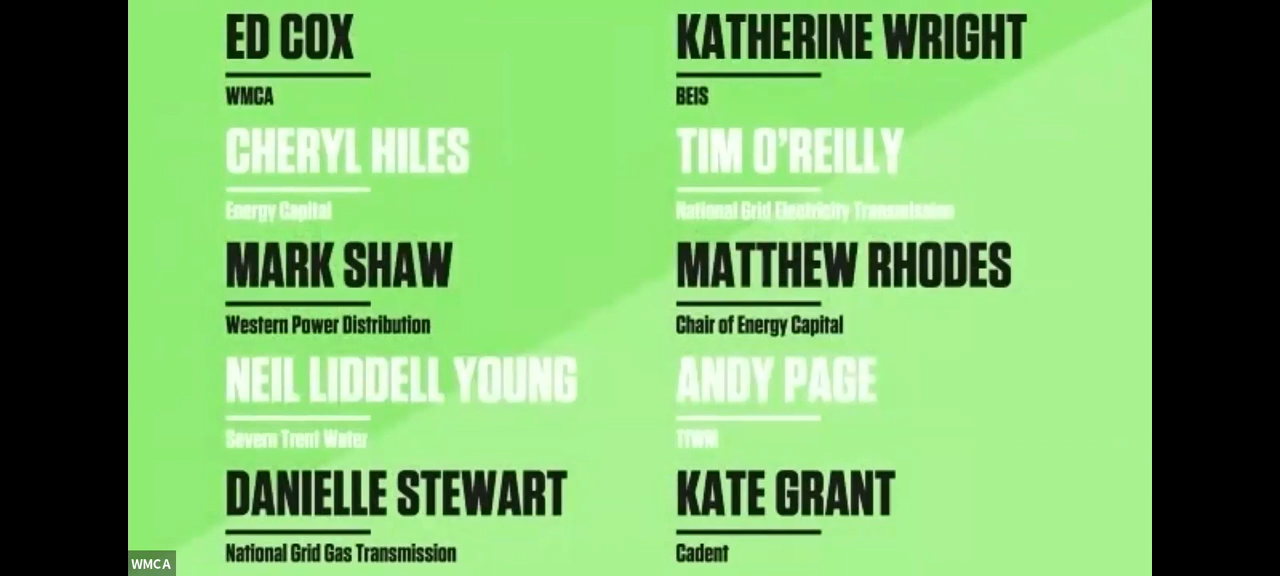 ED COX
WMCA
CHERYL HILES
Energy Capital
MARK SHAW
Western Power Distribution
NEIL LIDDELL YOUNG
Severn Trent Water
DANIELLE STEWART
National Grid Gas Transmission
KATHERINE WRIGHT
BEIS
TIM O’REILLY
National Grid Electricity Transmission
MATTHEW RHODES
Chair of Energy Capital
ANDY PAGE
KATE GRANT
Cadent
WMCA